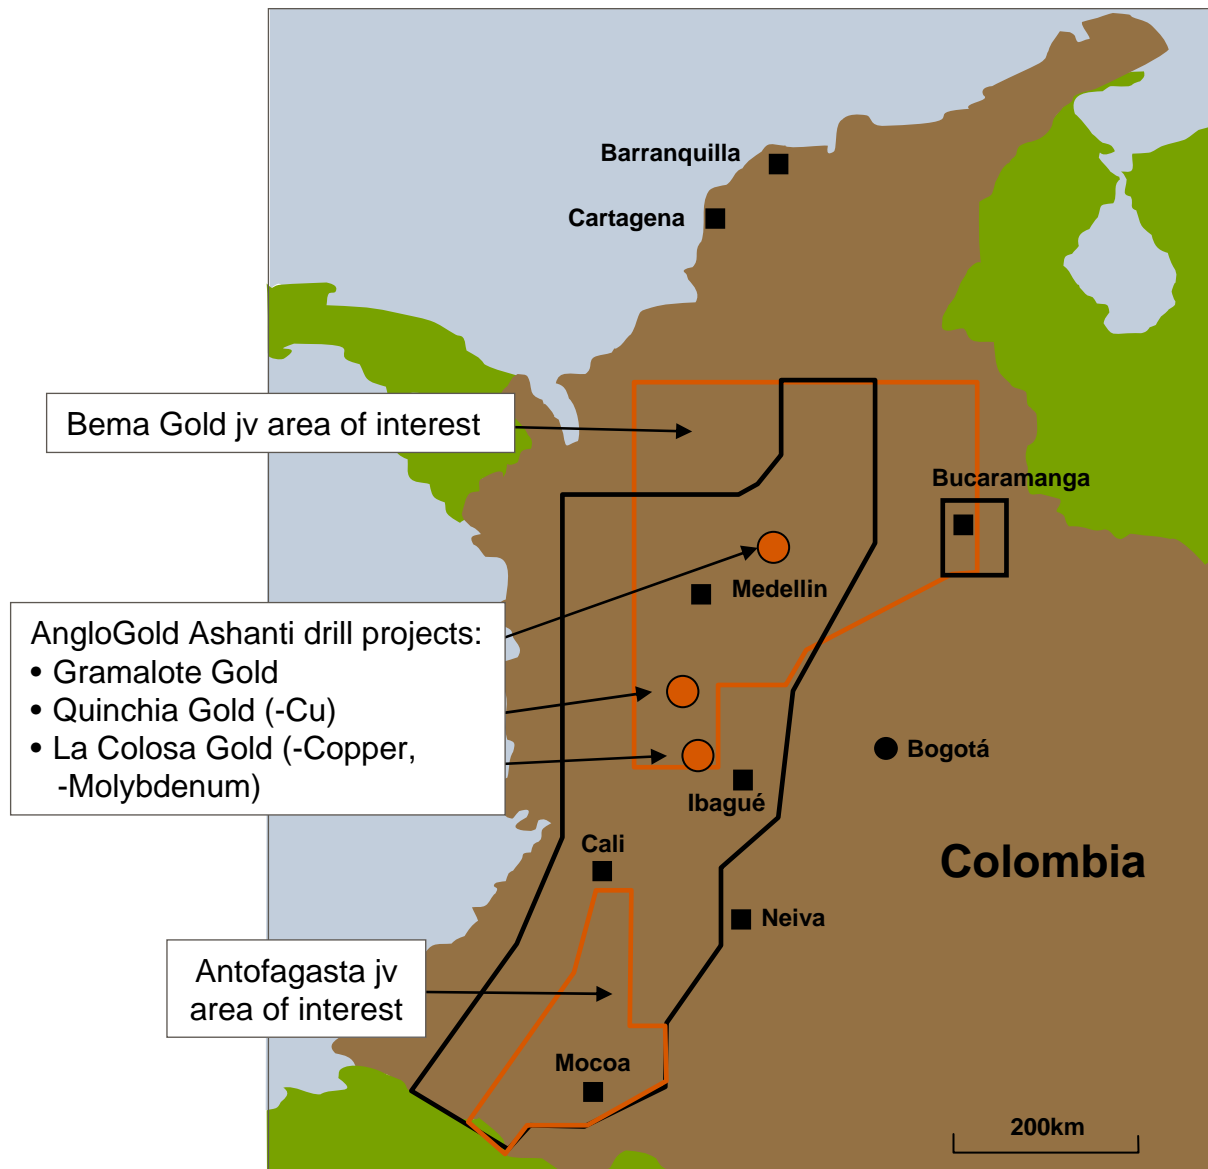 Barranquilla
Cartagena
Bema Gold jv area of interest
Bucaramanga
Medellin
AngloGold Ashanti drill projects:
• Gramalote Gold
• Quinchia Gold (-Cu)
• La Colosa Gold (-Copper,
-Molybdenum)
Bogotá
Ibagué
Cali
Colombia
Neiva
Antofagasta jv
area of interest
Mocoa
200km